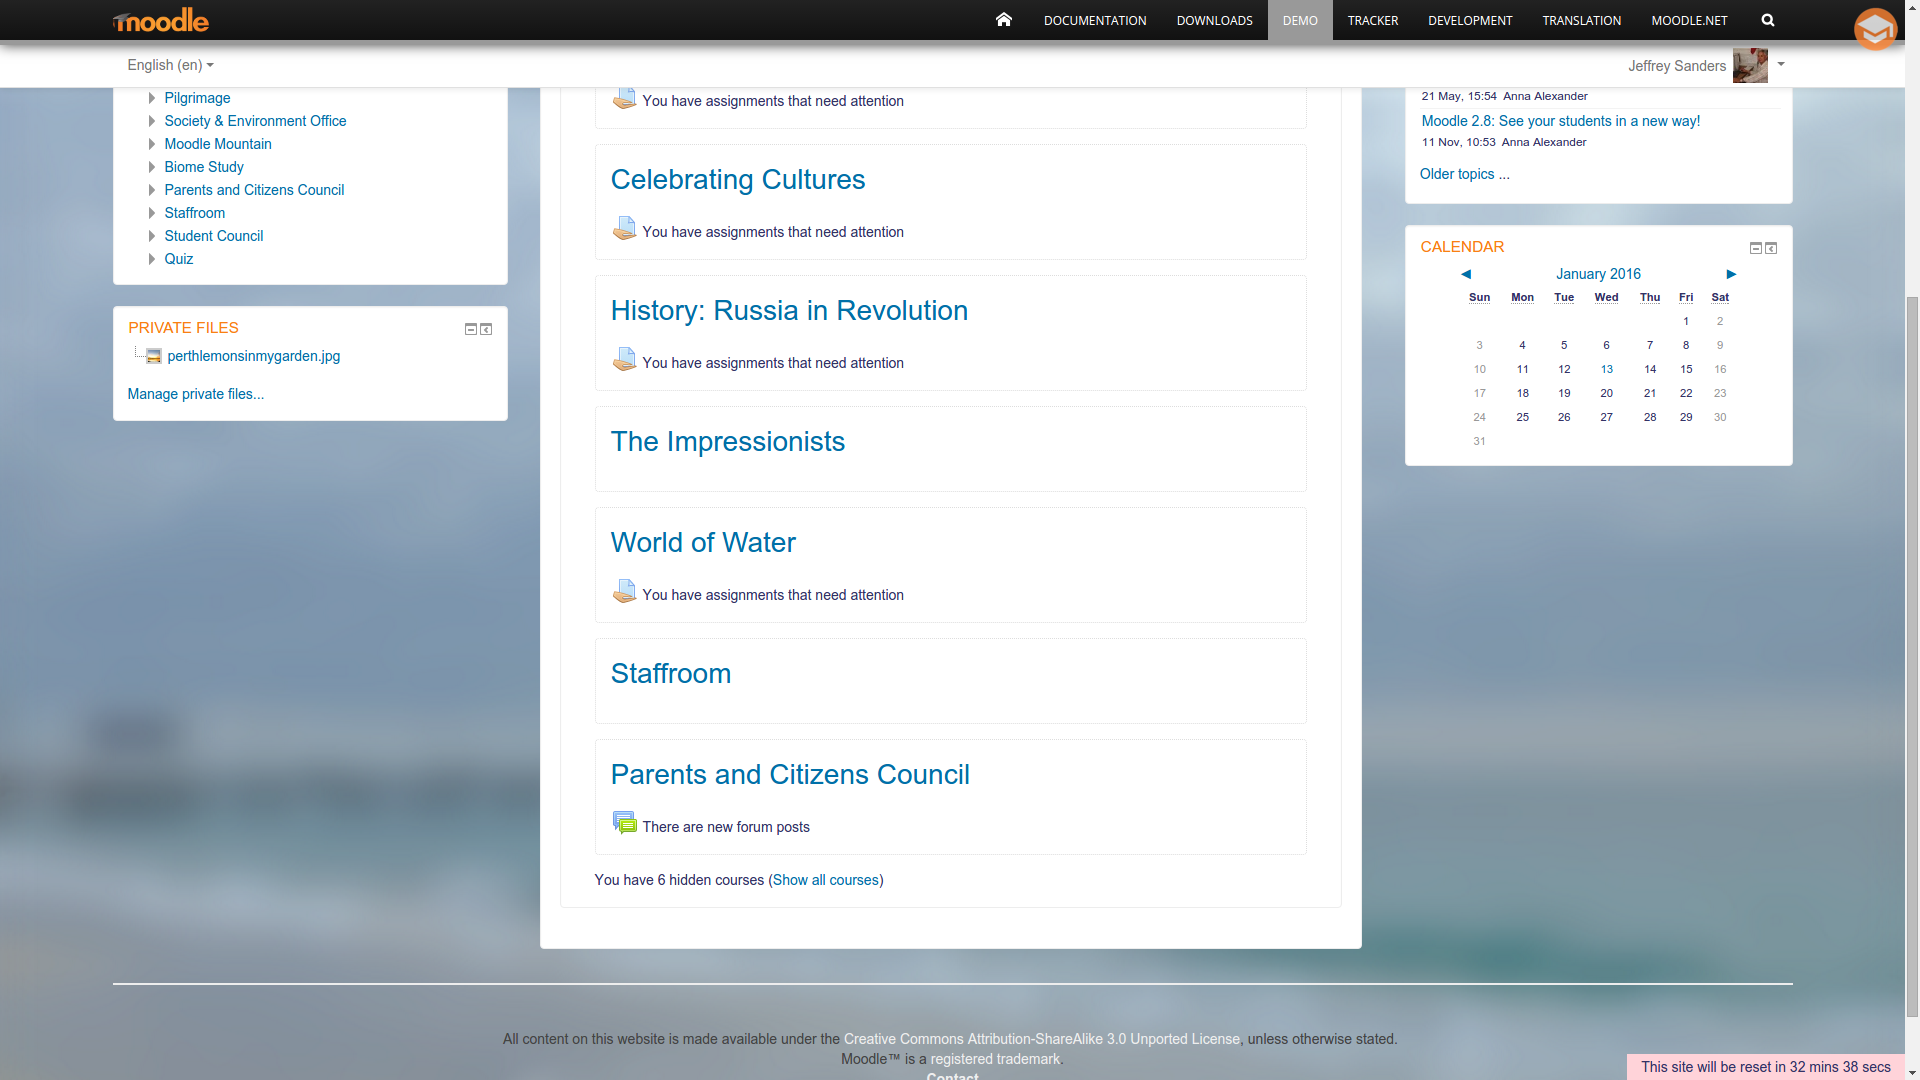 moodle
DOCUMENTATION
DOWNLOADS
DEMO
TRACKER
DEVELOPMENT
TRANSLATION
MOODLE.NET
English (en)
Jeffrey Sanders
Pilgrimage
Society & Environment Office
Moodle Mountain
Biome Study
Parents and Citizens Council
Staffroom
Student Council
Quiz
PRIVATE FILES
perthlemonsinmygarden.jpg
Manage private files...
You have assignments that need attention
Celebrating Cultures
You have assignments that need attention
History: Russia in Revolution
You have assignments that need attention
The Impressionists
World of Water
You have assignments that need attention
Staffroom
Parents and Citizens Council
There are new forum posts
You have 6 hidden courses (Show all courses)
21 May, 15:54 Anna Alexander
Moodle 2.8: See your students in a new way!
11 Nov, 10:53 Anna Alexander
Older topics ...
CALENDAR
◄ January 2016 ►
Sun Mon Tue Wed Thu Fri Sat
1 2
3 4 5 6 7 8 9
10 11 12 13 14 15 16
17 18 19 20 21 22 23
24 25 26 27 28 29 30
31
All content on this website is made available under the Creative Commons Attribution-ShareAlike 3.0 Unported License, unless otherwise stated.
Moodle™ is a registered trademark.
Contact
This site will be reset in 32 mins 38 secs